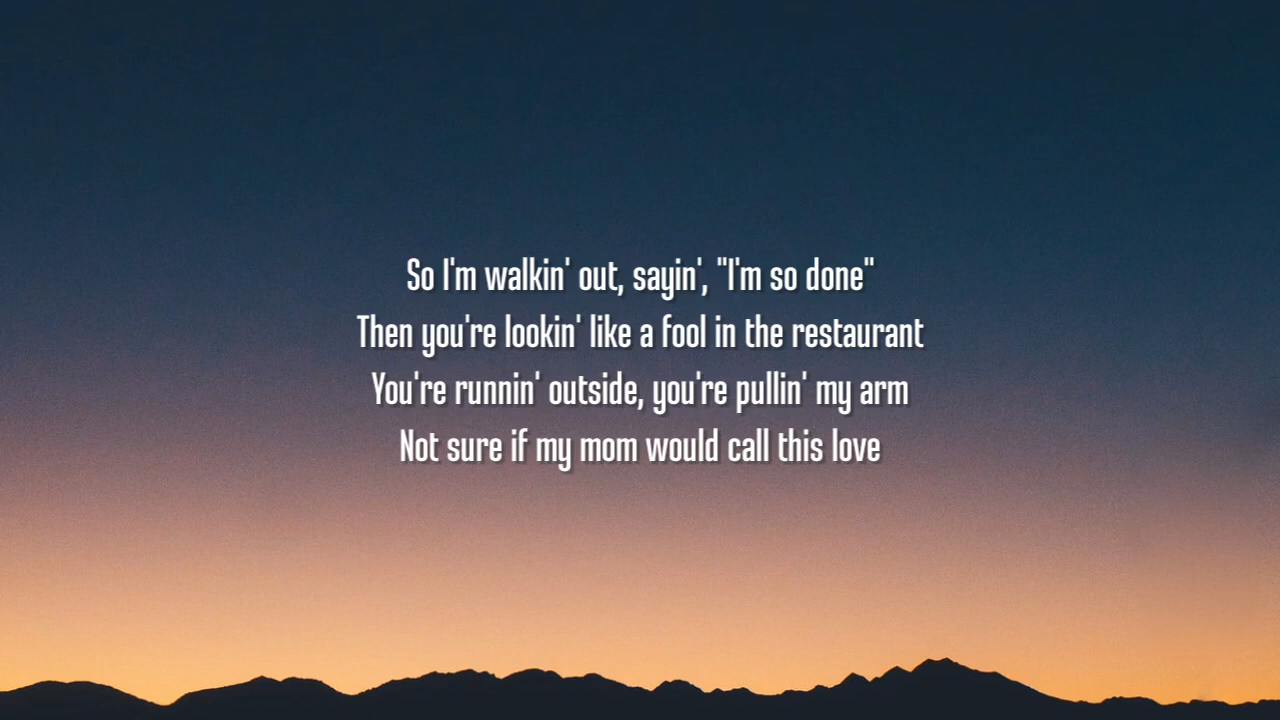 So I'm walkin' out, sayin', "I'm so done"
Then you're lookin' like a fool in the restaurant
You're runnin' outside, you're pullin' my arm
Not sure if my mom would call this love